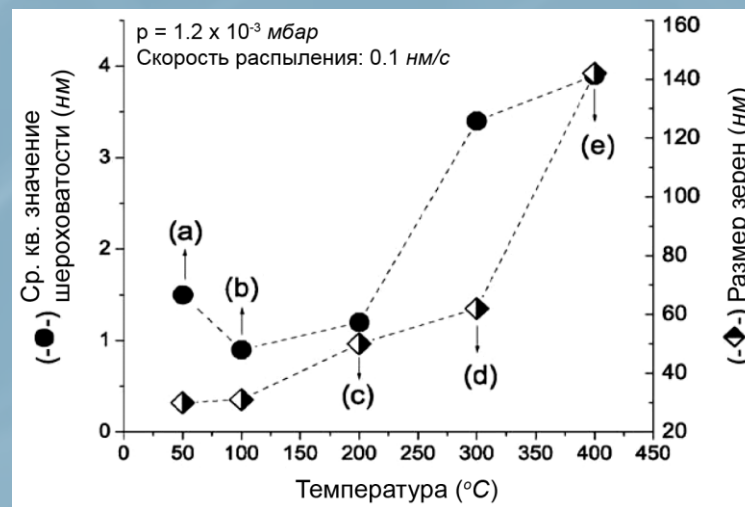 p = 1.2 x 10⁻³ мбар
Скорость распыления: 0.1 нм/с
(-●-) Ср. кв. значение
шероховатости (нм)
4
3
2
1
0
(a)
(b)
(c)
(d)
(e)
160
140
120
100
80
60
40
20
(-◆-) Размер зерен (нм)
0 50 100 150 200 250 300 350 400 450
Температура (°C)